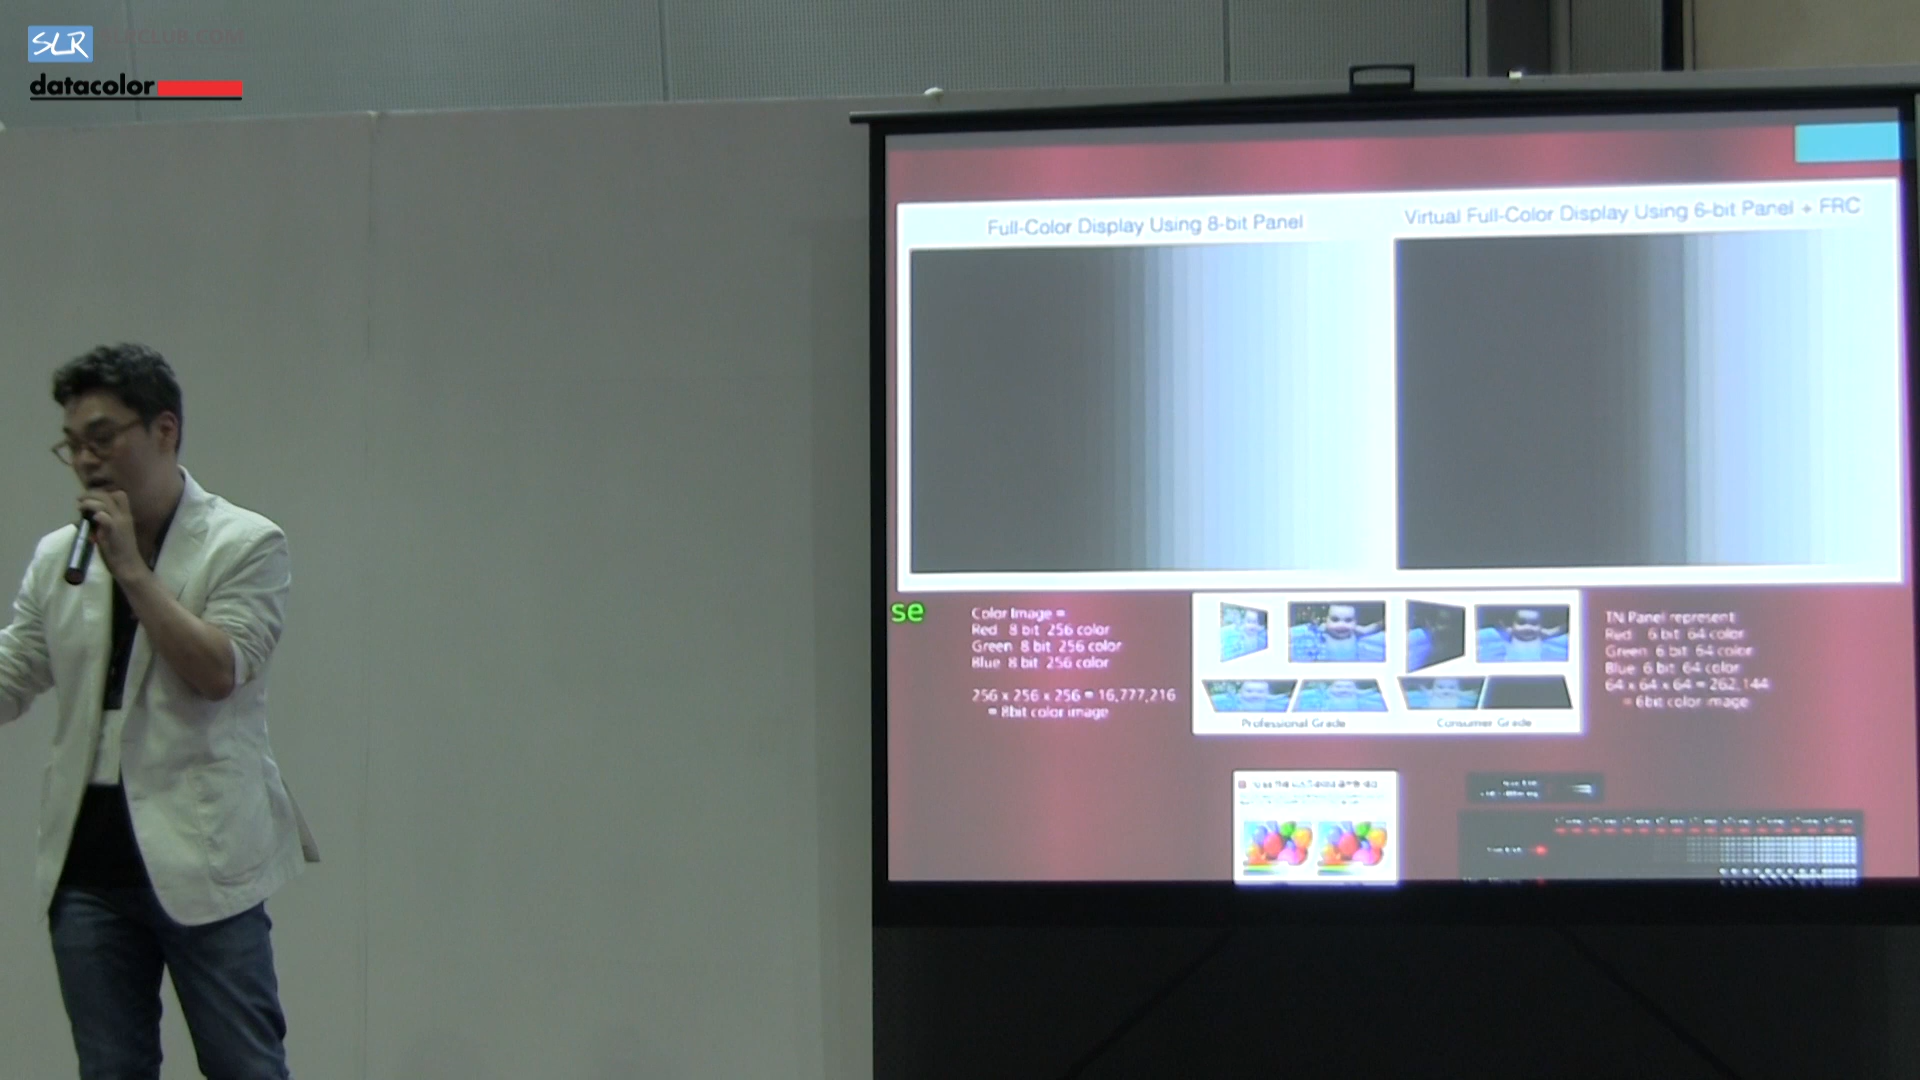 SLR
SLRCLUB.COM
datacolor
Full-Color Display Using 8-bit Panel
Virtual Full-Color Display Using 6-bit Panel + FRC
se
Color Image =
Red 8 bit 256 color
Green 8 bit 256 color
Blue 8 bit 256 color
256 x 256 x 256 = 16,777,216
= 8bit color image
Professional Grade
Consumer Grade
TN Panel represent
Red 6 bit 64 color
Green 6 bit 64 color
Blue 6 bit 64 color
64 x 64 x 64 = 262,144
= 6bit color image